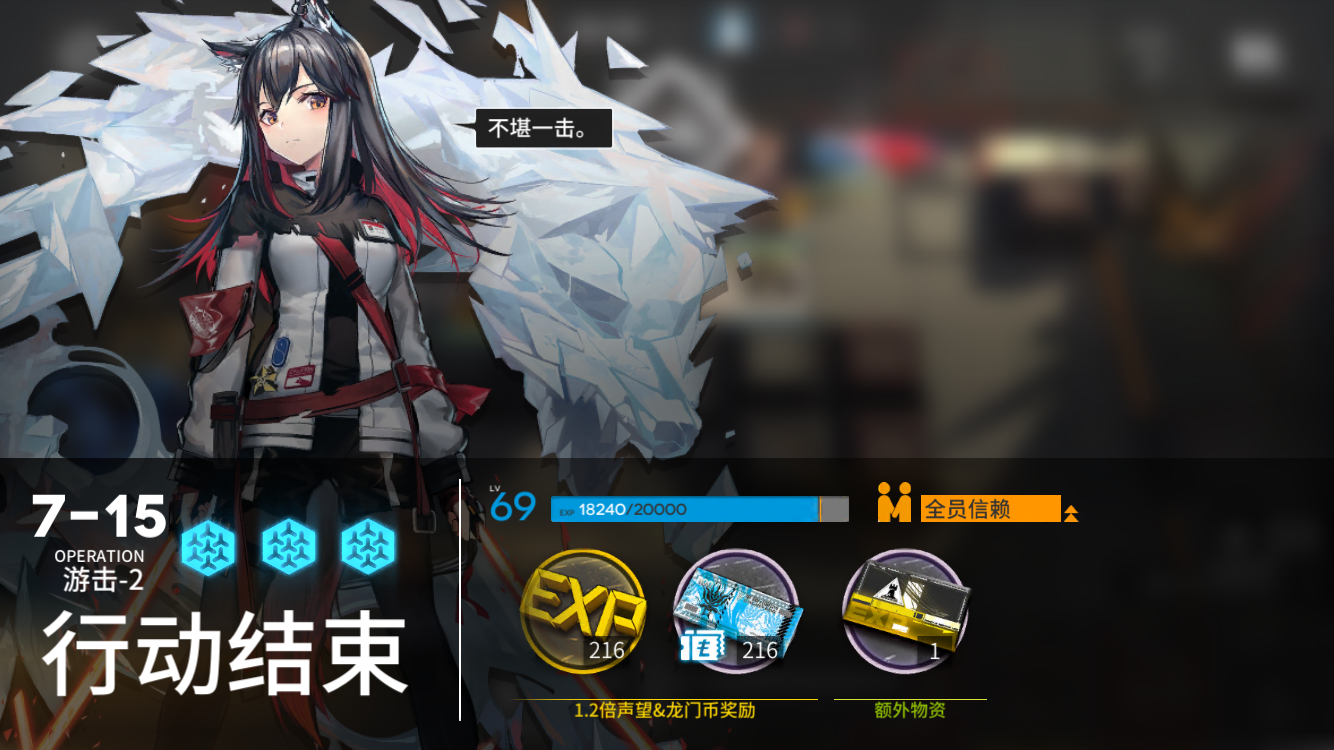 不堪一击。
LV
69
EXP 18240/20000
全员信赖
7-15
OPERATION
游击-2
行动结束
EXP
216
216
1
1.2倍声望&龙门币奖励
额外物资